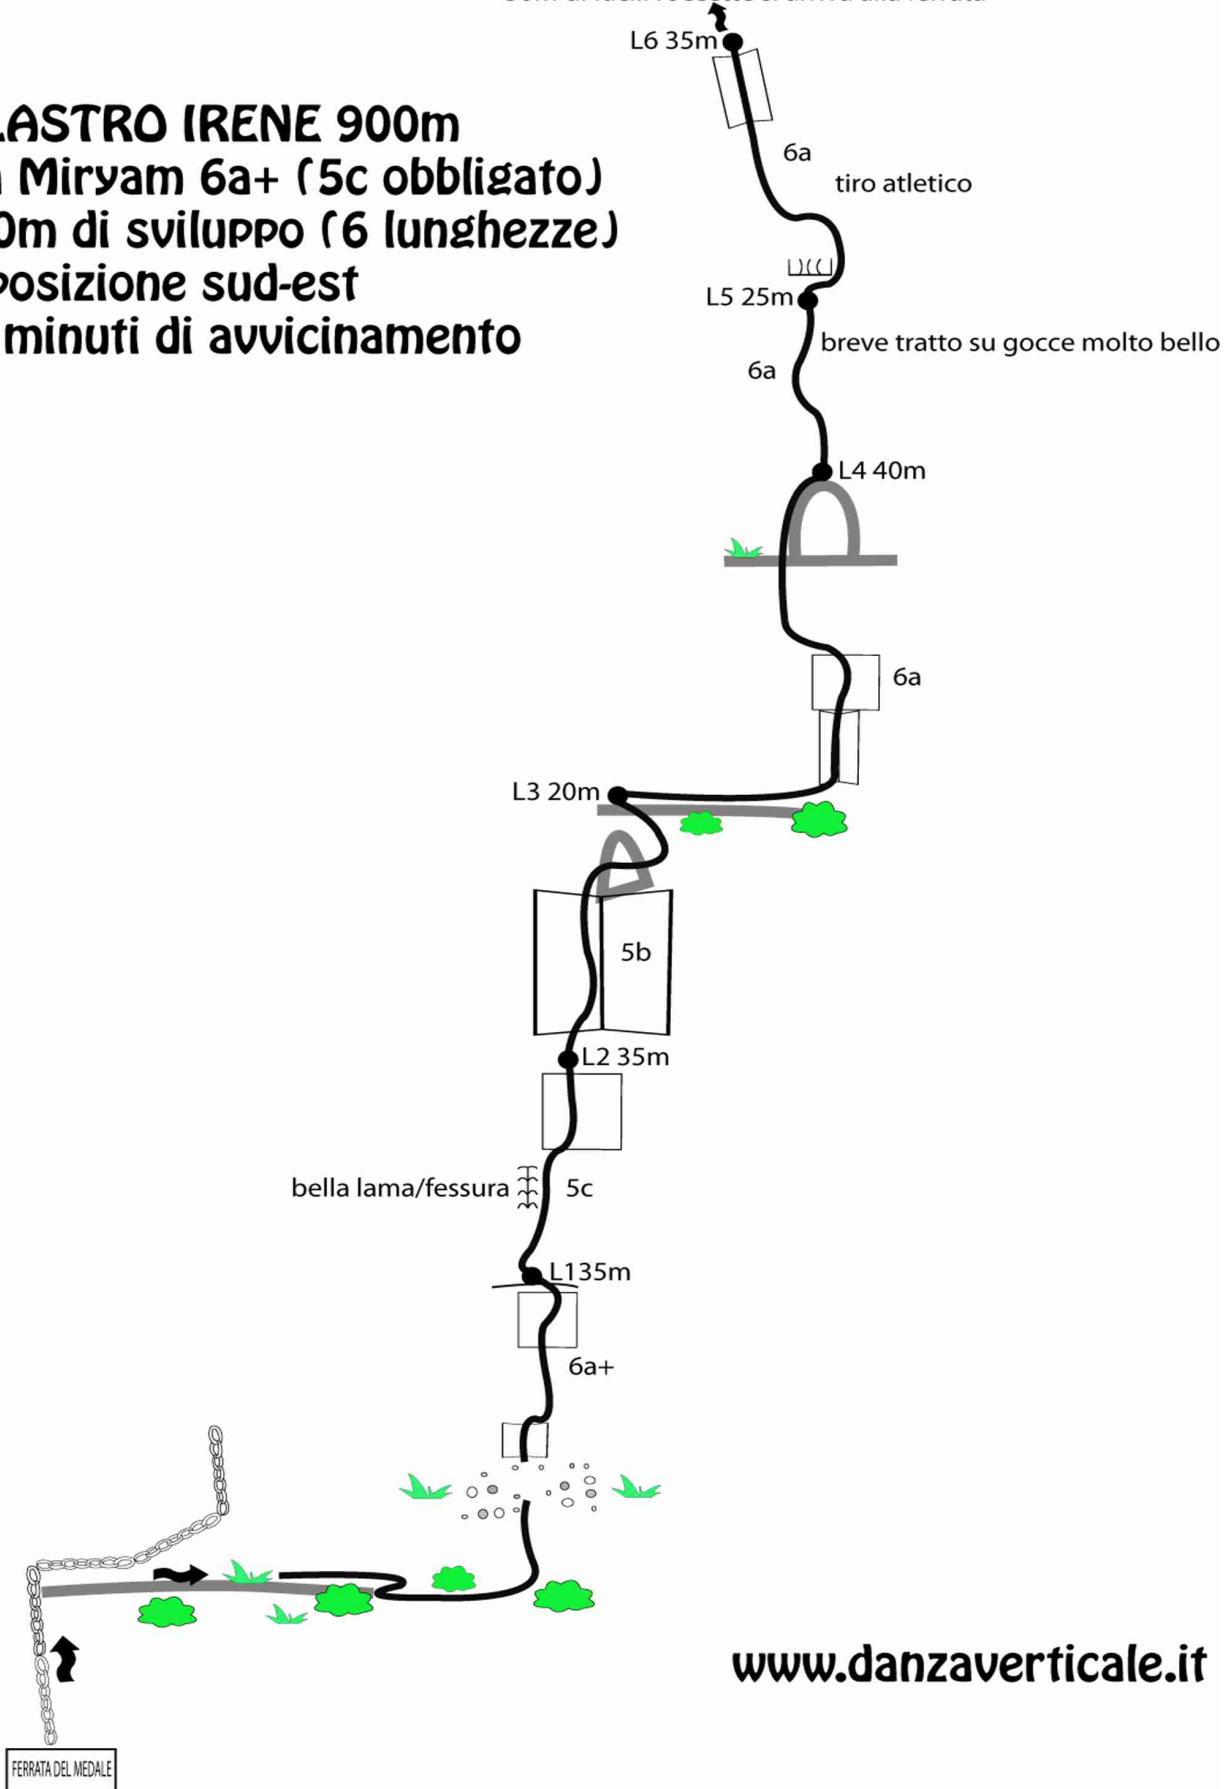 L6 35m
LASTRO IRENE 900m
Miryam 6a+ (5c obbligato)
0m di sviluppo (6 lunghezze)
posizione sud-est
minuti di avvicinamento
6a
tiro atletico
L5 25m
breve tratto su gocce molto bello
6a
L4 40m
6a
L3 20m
5b
L2 35m
bella lama/fessura
5c
L135m
6a+
www.danzaverticale.it
FERRATA DEL MEDALE